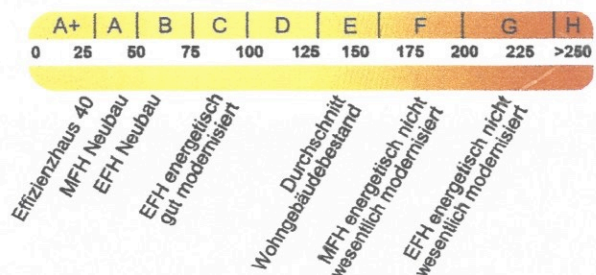 A+ A B C D E F G H
0 25 50 75 100 125 150 175 200 225 >250
Effizienzhaus 40
MFH Neubau
EFH Neubau
EFH energetisch
gut modernisiert
Durchschnitt
Wohngebäudebestand
MFH energetisch nicht
wesentlich modernisiert
EFH energetisch nicht
wesentlich modernisiert